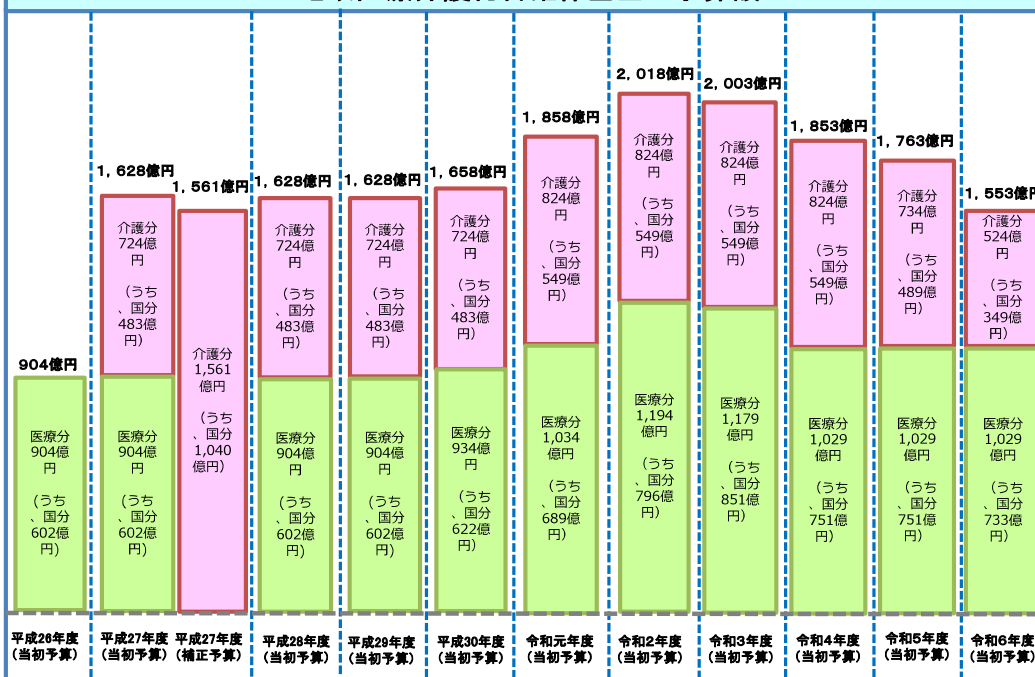 904億円
医療分
904億
円
（うち
、国分
602億
円）
平成26年度
（当初予算）
1，628億円
介護分
724億
円
（うち
、国分
483億
円）
医療分
904億
円
（うち
、国分
602億
円）
平成27年度
（当初予算）
1，561億円
介護分
1,561
億円
（うち
、国分
1,040
億円）
平成27年度
（補正予算）
1，628億円
介護分
724億
円
（うち
、国分
483億
円）
医療分
904億
円
（うち
、国分
602億
円）
平成28年度
（当初予算）
1，628億円
介護分
724億
円
（うち
、国分
483億
円）
医療分
904億
円
（うち
、国分
602億
円）
平成29年度
（当初予算）
1，658億円
介護分
724億
円
（うち
、国分
483億
円）
医療分
934億
円
（うち
、国分
622億
円）
平成30年度
（当初予算）
1，858億円
介護分
824億
円
（うち
、国分
549億
円）
医療分
1,034
億円
（うち
、国分
689億
円）
令和元年度
（当初予算）
2，018億円
介護分
824億
円
（うち
、国分
549億
円）
医療分
1,194
億円
（うち
、国分
796億
円）
令和2年度
（当初予算）
2，003億円
介護分
824億
円
（うち
、国分
549億
円）
医療分
1,179
億円
（うち
、国分
851億
円）
令和3年度
（当初予算）
1，853億円
介護分
824億
円
（うち
、国分
549億
円）
医療分
1,029
億円
（うち
、国分
751億
円）
令和4年度
（当初予算）
1，763億円
介護分
734億
円
（うち
、国分
489億
円）
医療分
1,029
億円
（うち
、国分
751億
円）
令和5年度
（当初予算）
1，553億円
介護分
524億
円
（うち
、国分
349億
円）
医療分
1,029
億円
（うち
、国分
733億
円）
令和6年度
（当初予算）